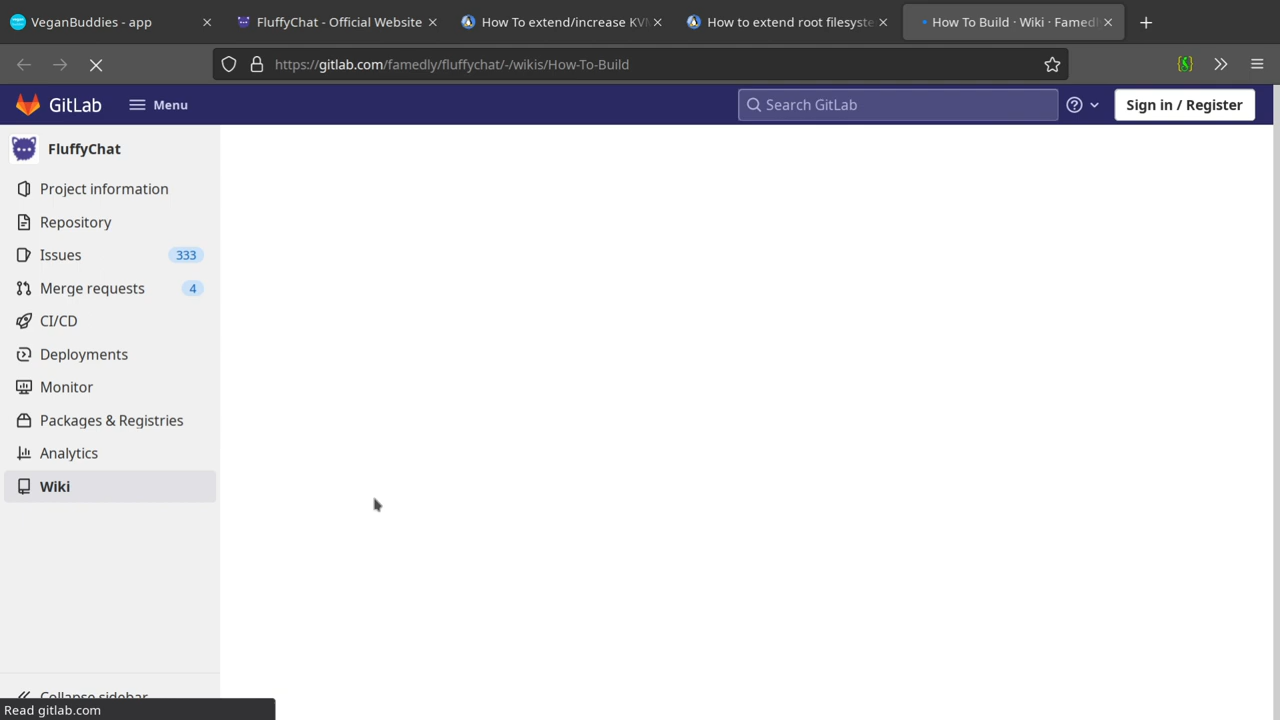 VeganBuddies - app
FluffyChat - Official Website
How To extend/increase KV
How to extend root filesyste
How To Build · Wiki · Famedl
https://gitlab.com/famedly/fluffychat/-/wikis/How-To-Build
GitLab
Menu
Search GitLab
Sign in / Register
FluffyChat
Project information
Repository
Issues 333
Merge requests 4
CI/CD
Deployments
Monitor
Packages & Registries
Analytics
Wiki
Collapse sidebar
Read gitlab.com